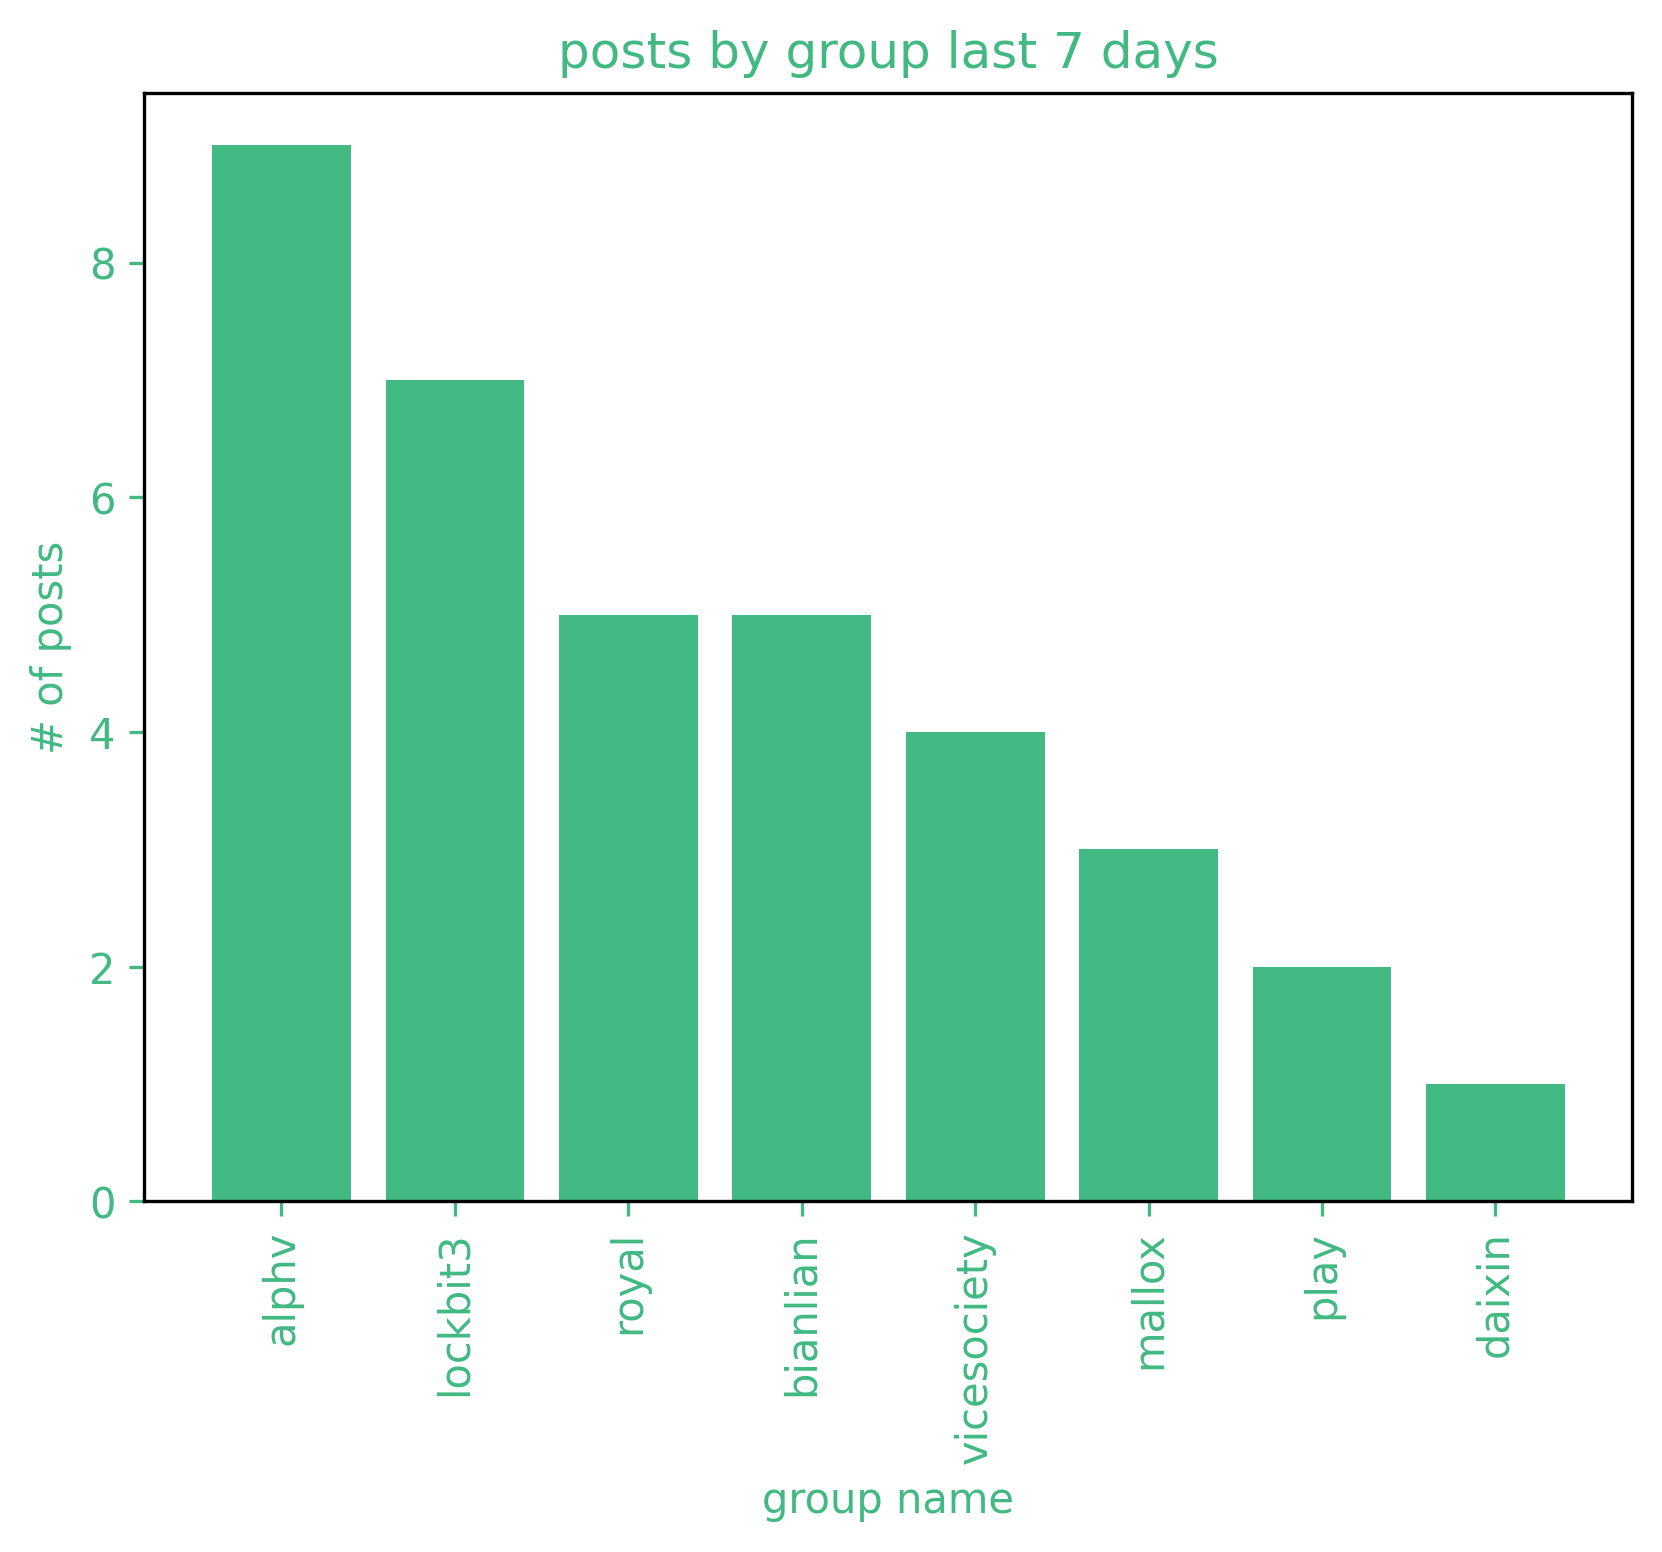 posts by group last 7 days
# of posts
8
6
4
2
0
alphv
lockbit3
royal
bianlian
vicesociety
mallox
play
daixin
group name